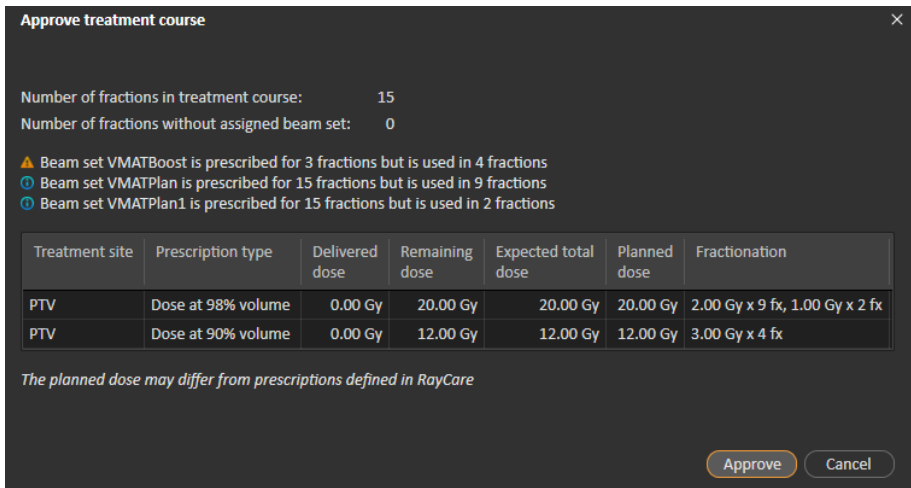 Approve treatment course
Number of fractions in treatment course: 15
Number of fractions without assigned beam set: 0
Beam set VMATBoost is prescribed for 3 fractions but is used in 4 fractions
Beam set VMATPlan is prescribed for 15 fractions but is used in 9 fractions
Beam set VMATPlan1 is prescribed for 15 fractions but is used in 2 fractions
Treatment site Prescription type Delivered dose Remaining dose Expected total dose Planned dose Fractionation
PTV Dose at 98% volume 0.00 Gy 20.00 Gy 20.00 Gy 20.00 Gy 2.00 Gy x 9 fx, 1.00 Gy x 2 fx
PTV Dose at 90% volume 0.00 Gy 12.00 Gy 12.00 Gy 12.00 Gy 3.00 Gy x 4 fx
The planned dose may differ from prescriptions defined in RayCare
Approve Cancel